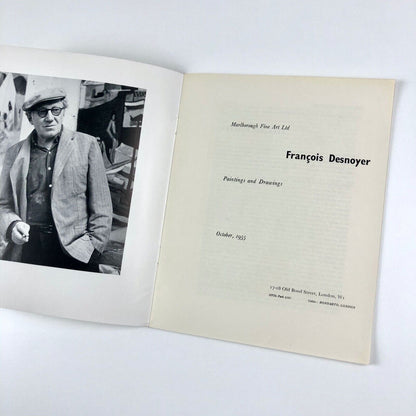 Marlborough Fine Art Ltd
François Desnoyer
Paintings and Drawings
October, 1955
17-18 Old Bond Street, London, W1